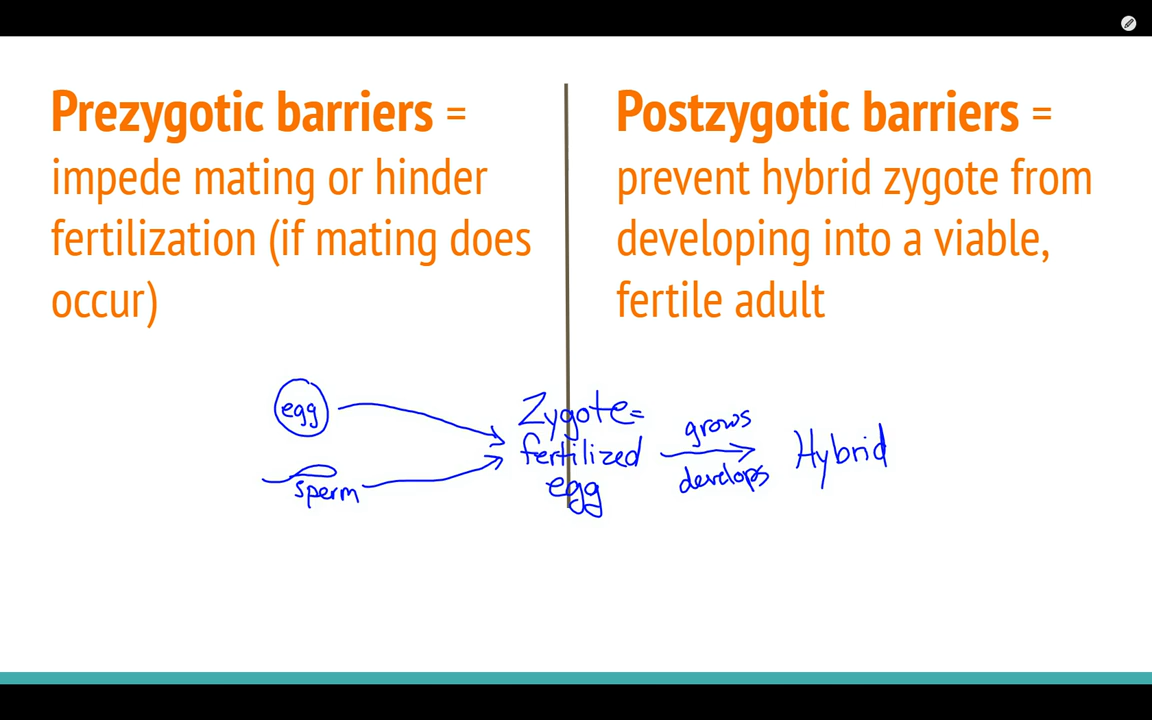 Prezygotic barriers =
impede mating or hinder
fertilization (if mating does
occur)
Postzygotic barriers =
prevent hybrid zygote from
developing into a viable,
fertile adult
egg
sperm
Zygote=
fertilized
egg
grows
develops
Hybrid